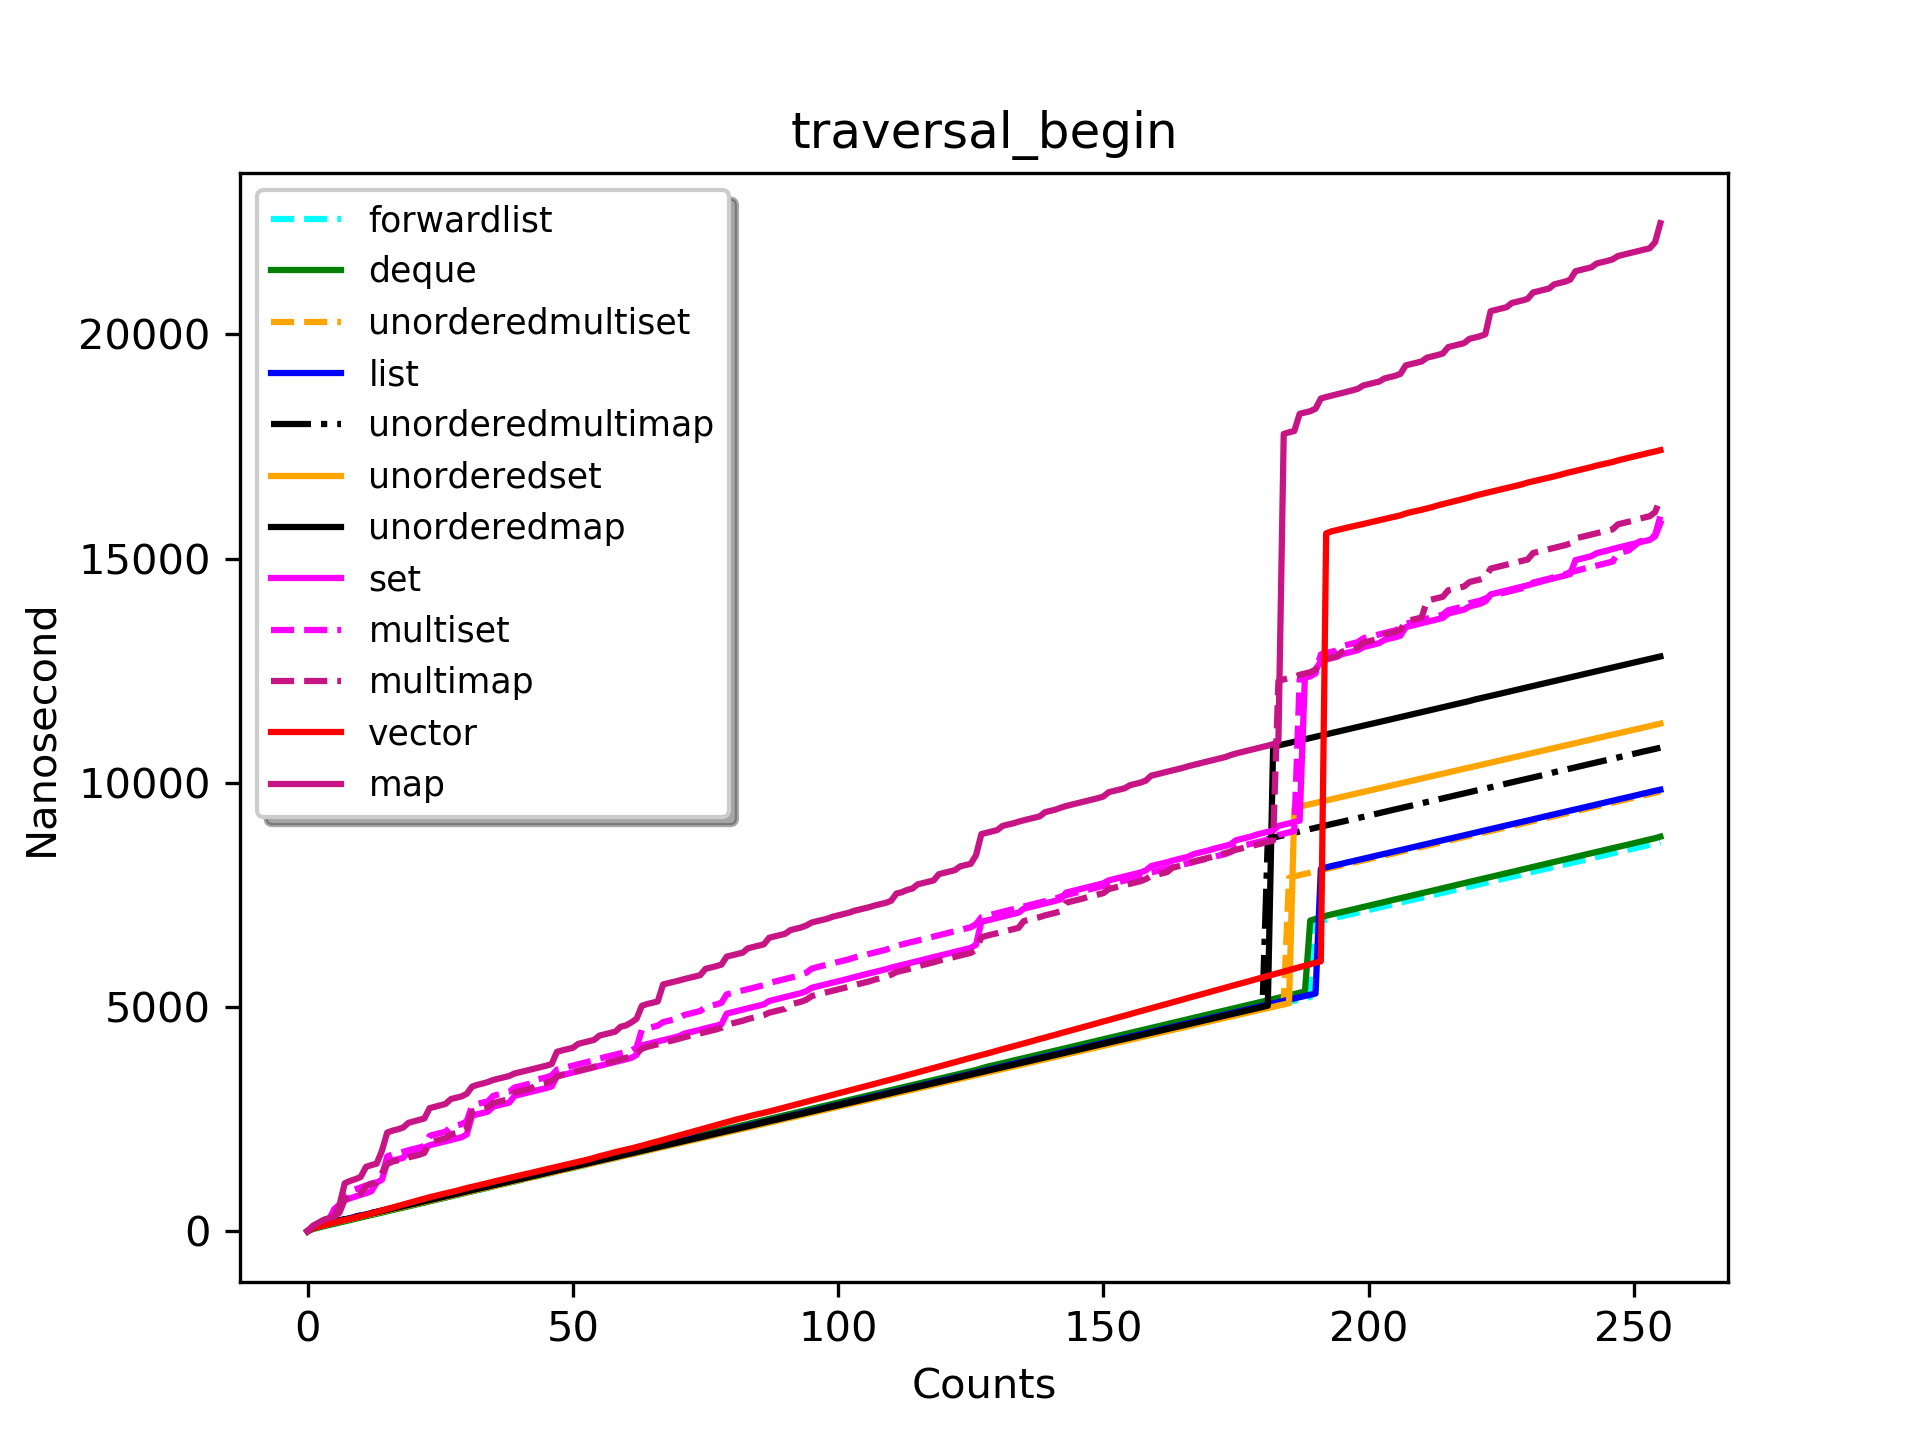 traversal_begin
forwardlist
deque
unorderedmultiset
list
unorderedmultimap
unorderedset
unorderedmap
set
multiset
multimap
vector
map
Nanosecond
20000
15000
10000
5000
0
0 50 100 150 200 250
Counts